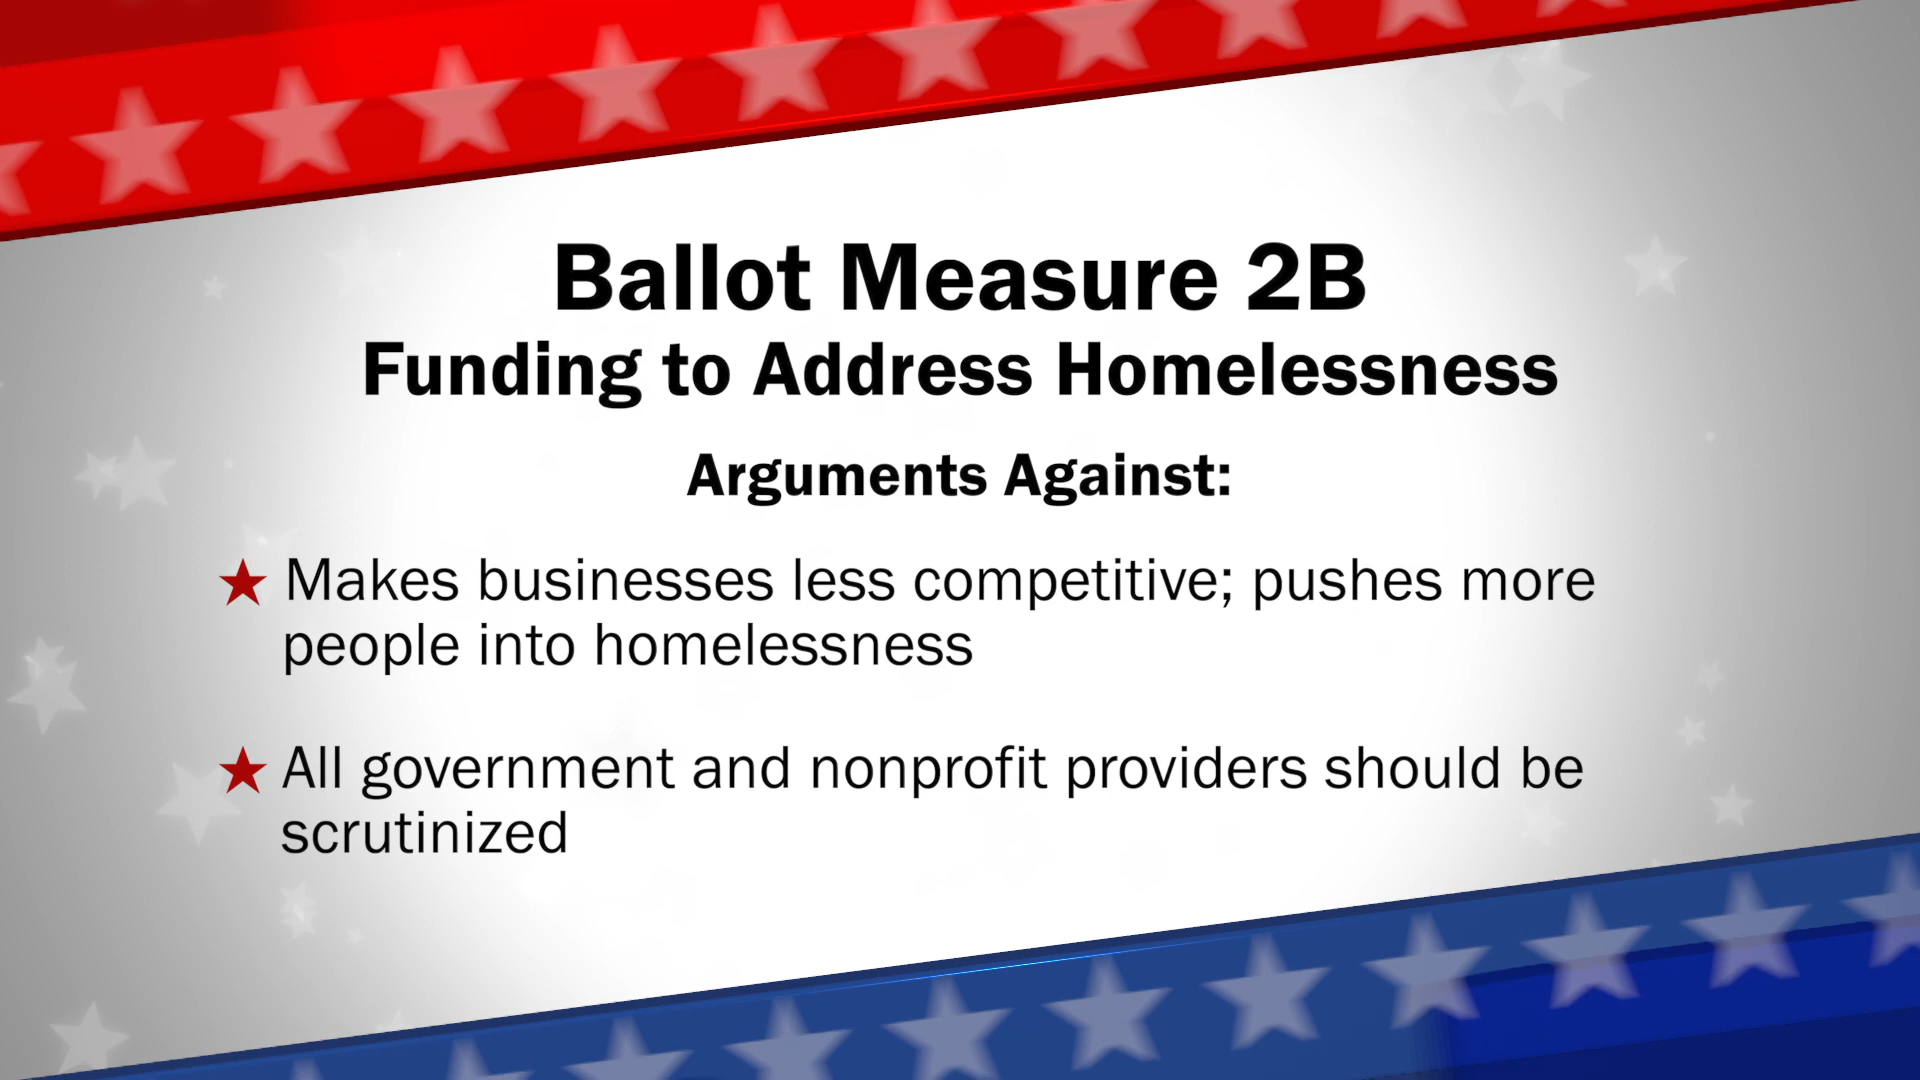 Ballot Measure 2B
Funding to Address Homelessness
Arguments Against:
Makes businesses less competitive; pushes more
people into homelessness
All government and nonprofit providers should be
scrutinized